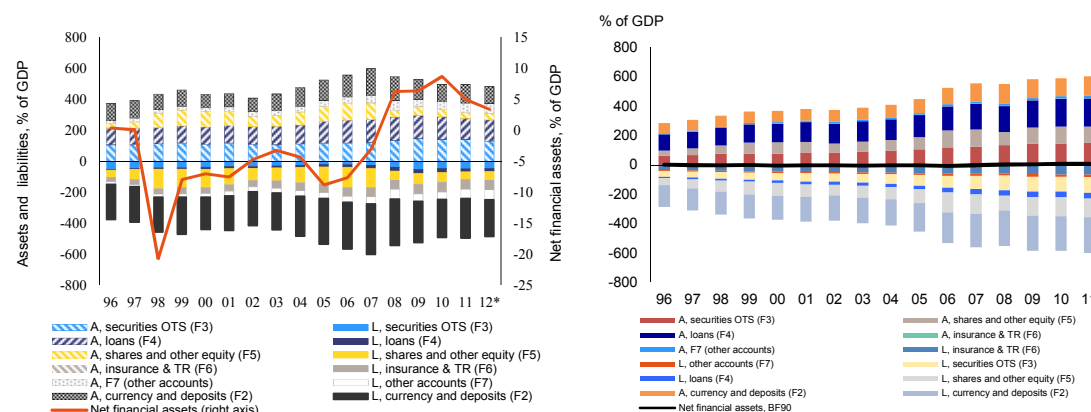 % of GDP
800
600
400
200
0
-200
-400
-600
-800
15
10
5
0
-5
-10
-15
-20
-25
Assets and liabilities, % of GDP
Net financial assets, % of GDP
96 97 98 99 00 01 02 03 04 05 06 07 08 09 10 11 12*
A, securities OTS (F3)
A, loans (F4)
A, shares and other equity (F5)
A, insurance & TR (F6)
A, F7 (other accounts)
A, currency and deposits (F2)
Net financial assets (right axis)
L, securities OTS (F3)
L, loans (F4)
L, shares and other equity (F5)
L, insurance & TR (F6)
L, other accounts (F7)
L, currency and deposits (F2)
800
600
400
200
0
-200
-400
-600
-800
96 97 98 99 00 01 02 03 04 05 06 07 08 09 10 11
A, securities OTS (F3)
A, loans (F4)
A, F7 (other accounts)
L, other accounts (F7)
L, loans (F4)
A, currency and deposits (F2)
Net financial assets, BF90
A, shares and other equity (F5)
A, insurance & TR (F6)
L, insurance & TR (F6)
L, securities OTS (F3)
L, shares and other equity (F5)
L, currency and deposits (F2)